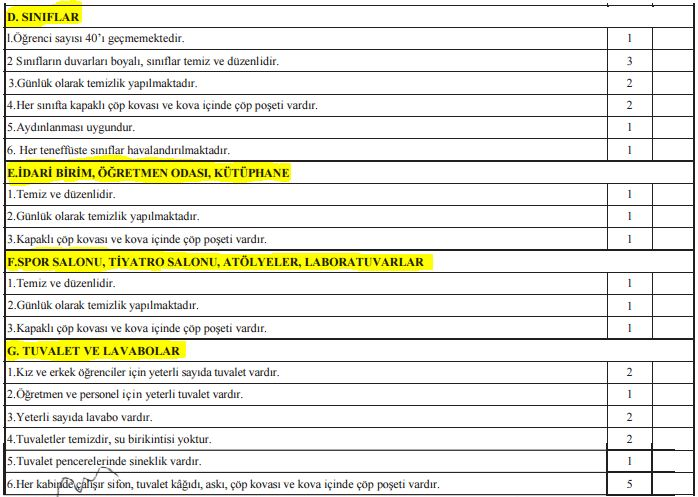 D. SINIFLAR
1.Öğrenci sayısı 40’ı geçmemektedir. 1
2 Sınıfların duvarları boyalı, sınıflar temiz ve düzenlidir. 3
3.Günlük olarak temizlik yapılmaktadır. 2
4.Her sınıfta kapaklı çöp kovası ve kova içinde çöp poşeti vardır. 2
5.Aydınlanması uygundur. 1
6. Her teneffüste sınıflar havalandırılmaktadır. 1
E.İDARİ BİRİM, ÖĞRETMEN ODASI, KÜTÜPHANE
1.Temiz ve düzenlidir. 1
2.Günlük olarak temizlik yapılmaktadır. 1
3.Kapaklı çöp kovası ve kova içinde çöp poşeti vardır. 1
F.SPOR SALONU, TİYATRO SALONU, ATÖLYELER, LABORATUVARLAR
1.Temiz ve düzenlidir. 1
2.Günlük olarak temizlik yapılmaktadır. 1
3.Kapaklı çöp kovası ve kova içinde çöp poşeti vardır. 1
G. TUVALET VE LAVABOLAR
1.Kız ve erkek öğrenciler için yeterli sayıda tuvalet vardır. 2
2.Öğretmen ve personel için yeterli tuvalet vardır. 1
3.Yeterli sayıda lavabo vardır. 2
4.Tuvaletler temizdir, su birikintisi yoktur. 2
5.Tuvalet pencerelerinde sineklik vardır. 1
6.Her kabinde çalışır sifon, tuvalet kâğıdı, askı, çöp kovası ve kova içinde çöp poşeti vardır. 5